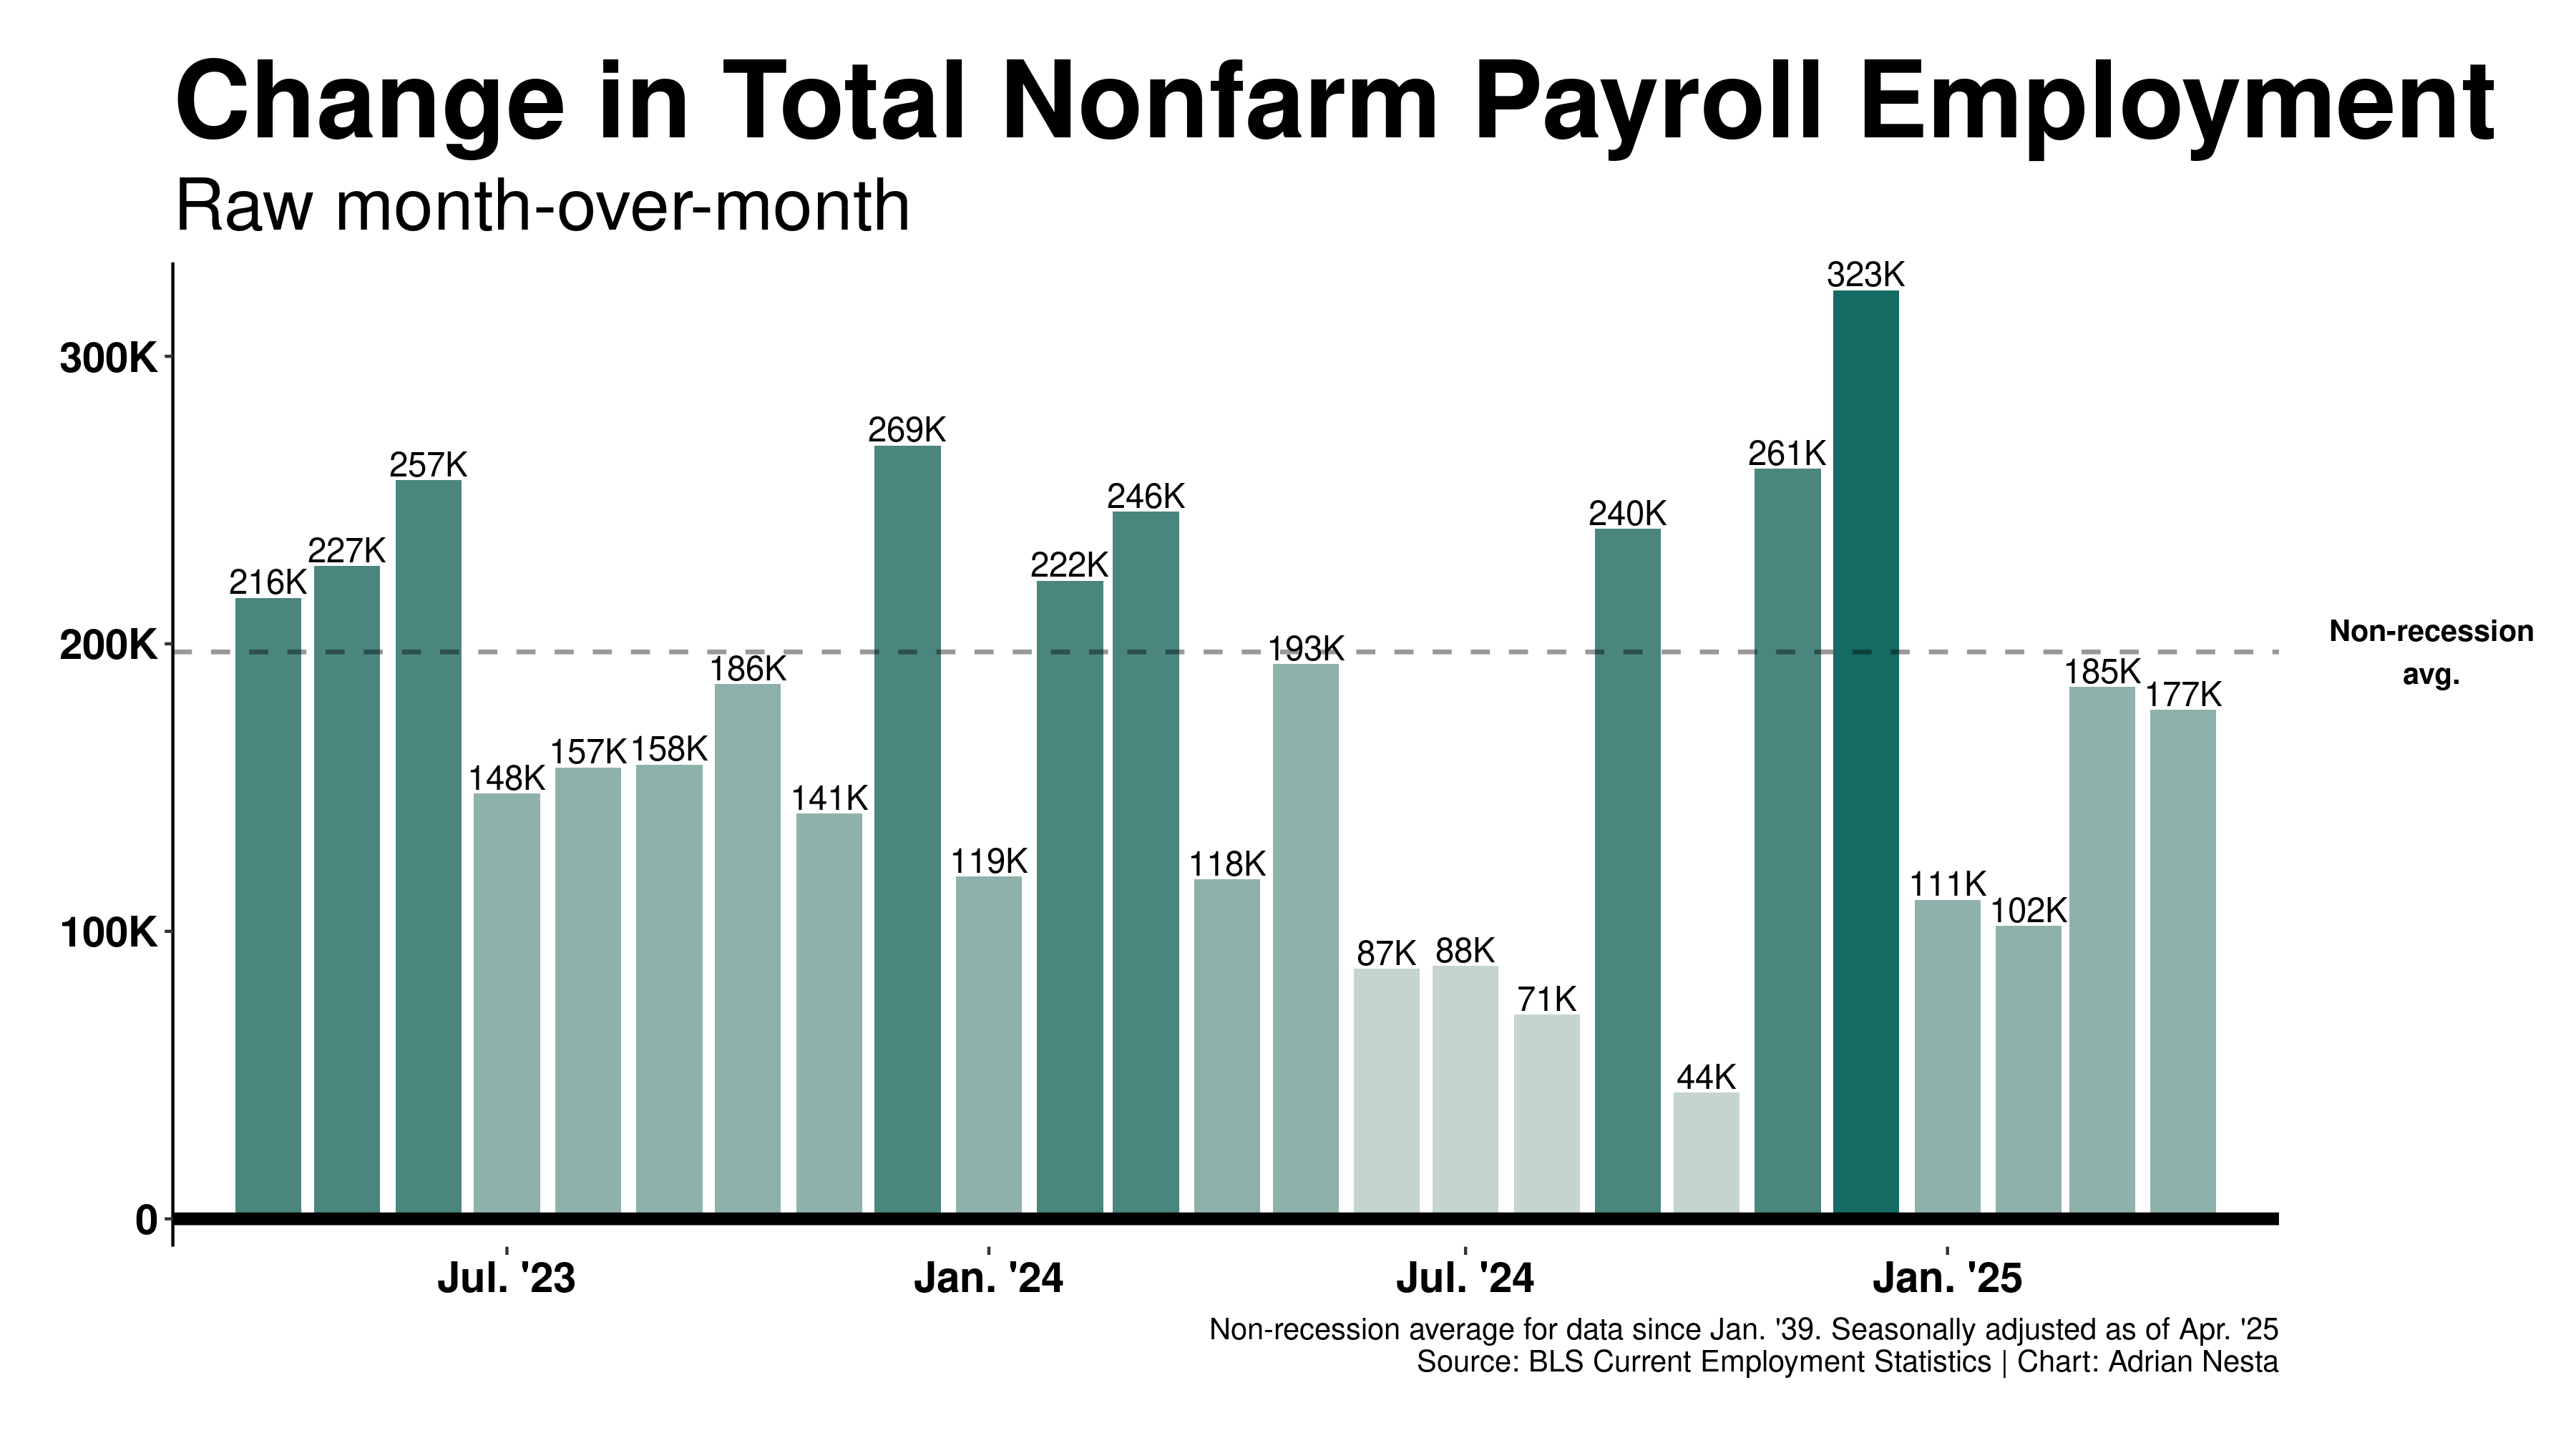 Change in Total Nonfarm Payroll Employment
Raw month-over-month
300K
200K
100K
0
216K
227K
257K
148K
157K
158K
186K
141K
269K
119K
222K
246K
118K
193K
87K
88K
71K
240K
44K
261K
323K
111K
102K
185K
177K
Non-recession
avg.
Jul. '23
Jan. '24
Jul. '24
Jan. '25
Non-recession average for data since Jan. '39. Seasonally adjusted as of Apr. '25
Source: BLS Current Employment Statistics | Chart: Adrian Nesta